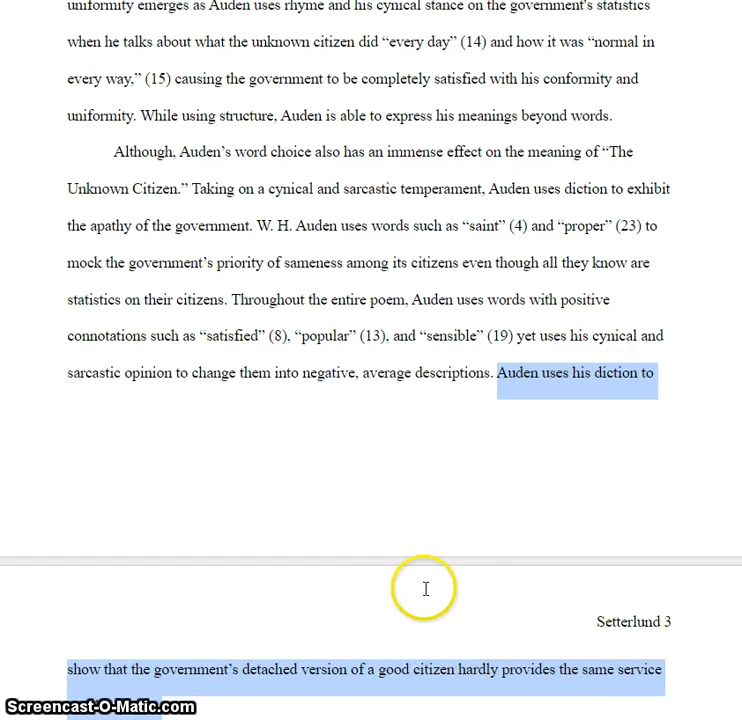 uniformity emerges as Auden uses rhyme and his cynical stance on the government's statistics
when he talks about what the unknown citizen did “every day” (14) and how it was “normal in
every way,” (15) causing the government to be completely satisfied with his conformity and
uniformity. While using structure, Auden is able to express his meanings beyond words.
Although, Auden’s word choice also has an immense effect on the meaning of “The
Unknown Citizen.” Taking on a cynical and sarcastic temperament, Auden uses diction to exhibit
the apathy of the government. W. H. Auden uses words such as “saint” (4) and “proper” (23) to
mock the government’s priority of sameness among its citizens even though all they know are
statistics on their citizens. Throughout the entire poem, Auden uses words with positive
connotations such as “satisfied” (8), “popular” (13), and “sensible” (19) yet uses his cynical and
sarcastic opinion to change them into negative, average descriptions. Auden uses his diction to
Setterlund 3
show that the government’s detached version of a good citizen hardly provides the same service
Screencast-O-Matic.com